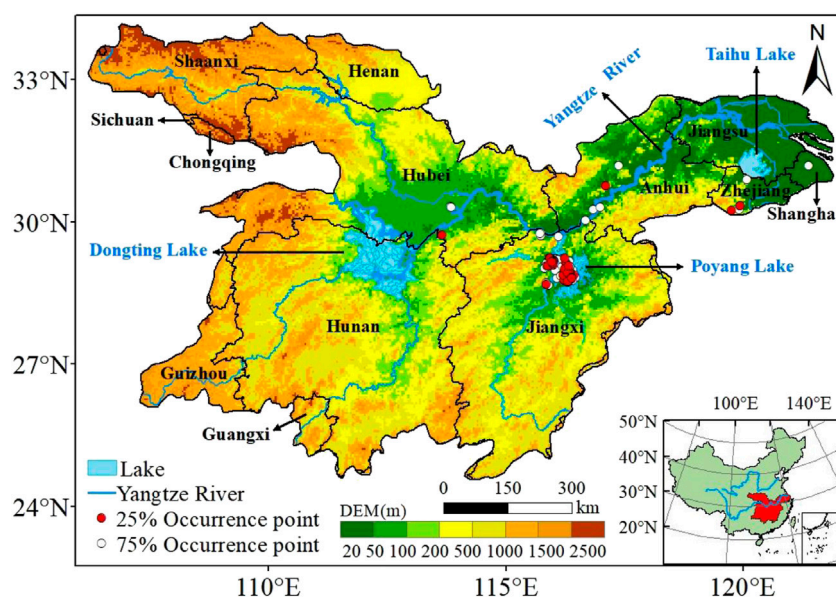 N
33°N
30°N
27°N
24°N
110°E
115°E
120°E
Shaanxi
Henan
Sichuan
Chongqing
Hubei
Yangtze River
Taihu Lake
Jiangsu
Anhui
Zhejiang
Shangha
Dongting Lake
Poyang Lake
Hunan
Jiangxi
Guizhou
Guangxi
Lake
Yangtze River
25% Occurrence point
75% Occurrence point
0 150 300
km
DEM(m)
20 50 100 200 500 1000 1500 2500
100°E 140°E
50°N
40°N
30°N
20°N